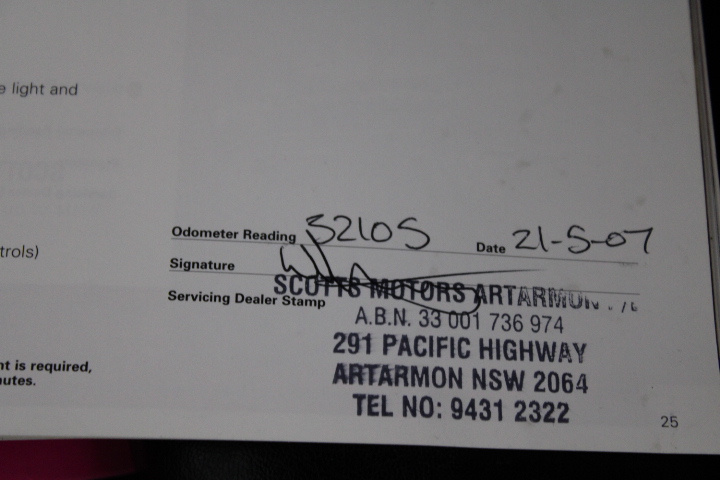 e light and
Odometer Reading 32105 Date 21-5-07
trols)
Signature
Servicing Dealer Stamp
SCOTTS MOTORS ARTARMON
A.B.N. 33 001 736 974
291 PACIFIC HIGHWAY
nt is required,
ARTARMON NSW 2064
nutes.
TEL NO: 9431 2322
25